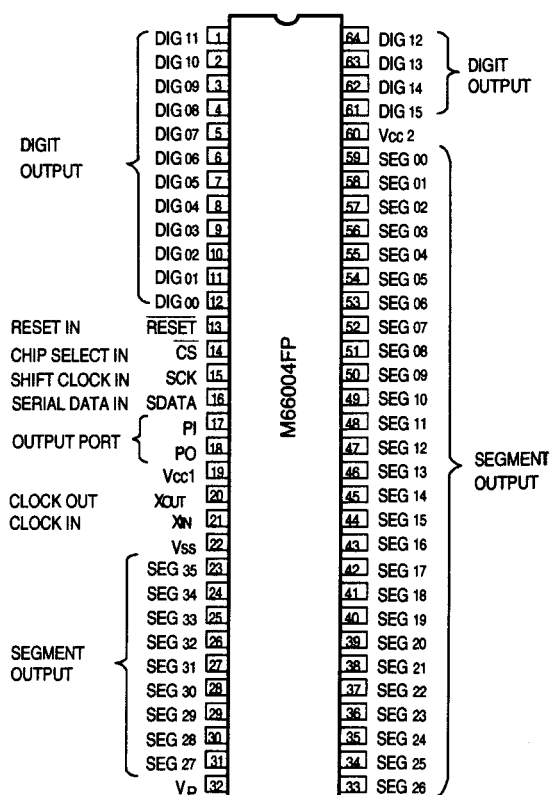 DIG 11 1
DIG 10 2
DIG 09 3
DIG 08 4
DIG 07 5
DIG 06 6
DIG 05 7
DIG 04 8
DIG 03 9
DIG 02 10
DIG 01 11
DIG 00 12
DIGIT
OUTPUT
RESET IN RESET 13
CHIP SELECT IN CS 14
SHIFT CLOCK IN SCK 15
SERIAL DATA IN SDATA 16
OUTPUT PORT
PI 17
PO 18
Vcc1 19
CLOCK OUT XOUT 20
CLOCK IN XIN 21
Vss 22
SEG 35 23
SEG 34 24
SEG 33 25
SEG 32 26
SEG 31 27
SEG 30 28
SEG 29 29
SEG 28 30
SEG 27 31
SEGMENT
OUTPUT
VP 32
M66004FP
64 DIG 12
63 DIG 13
62 DIG 14
61 DIG 15
DIGIT
OUTPUT
60 Vcc 2
59 SEG 00
58 SEG 01
57 SEG 02
56 SEG 03
55 SEG 04
54 SEG 05
53 SEG 06
52 SEG 07
51 SEG 08
50 SEG 09
49 SEG 10
48 SEG 11
47 SEG 12
46 SEG 13
45 SEG 14
44 SEG 15
43 SEG 16
42 SEG 17
41 SEG 18
40 SEG 19
39 SEG 20
38 SEG 21
37 SEG 22
36 SEG 23
35 SEG 24
34 SEG 25
33 SEG 26
SEGMENT
OUTPUT